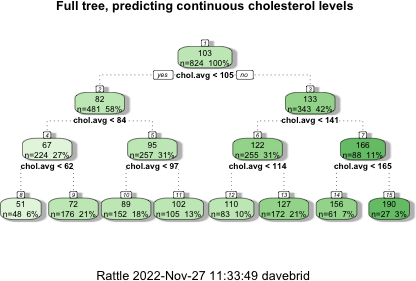 Full tree, predicting continuous cholesterol levels
1
103
n=824 100%
yes chol.avg < 105 no
2
82
n=481 58%
3
133
n=343 42%
chol.avg < 84
chol.avg < 141
4
67
n=224 27%
5
95
n=257 31%
6
122
n=255 31%
7
166
n=88 11%
chol.avg < 62
chol.avg < 97
chol.avg < 114
chol.avg < 165
8
51
n=48 6%
9
72
n=176 21%
10
89
n=152 18%
11
102
n=105 13%
12
110
n=83 10%
13
127
n=172 21%
14
156
n=61 7%
15
190
n=27 3%
Rattle 2022-Nov-27 11:33:49 davebrid